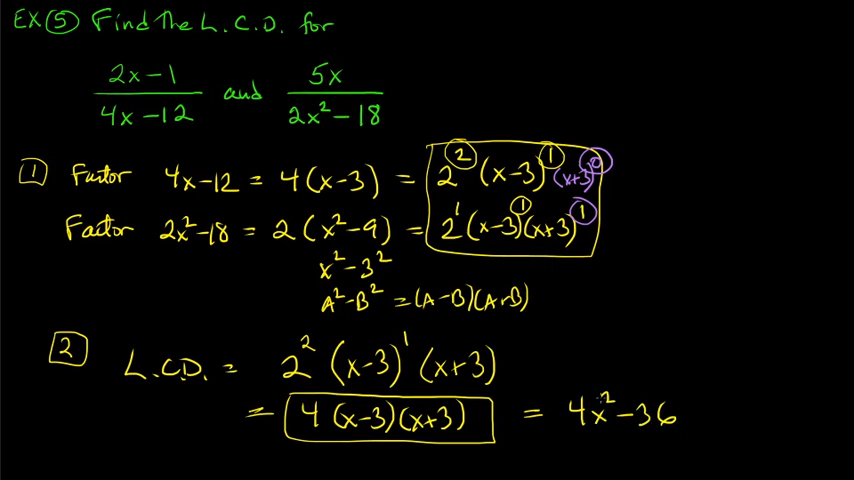 EX (5) Find the L.C.D. for
(2x-1)/(4x-12) and 5x/(2x²-18)
1 Factor 4x-12 = 4(x-3) = 2²(x-3)¹(x+3)⁰
Factor 2x²-18 = 2(x²-9) = 2¹(x-3)¹(x+3)¹
x²-3²
A²-B² = (A-B)(A+B)
2 L.C.D. = 2²(x-3)¹(x+3)
= 4(x-3)(x+3) = 4x²-36